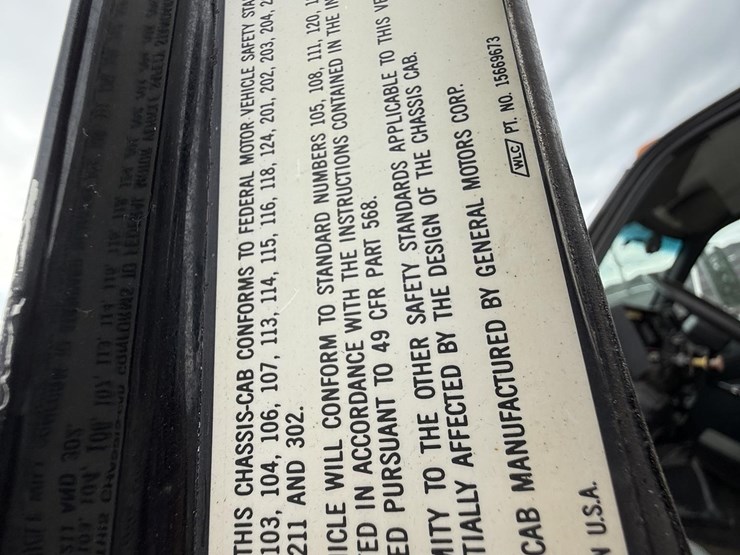 THIS CHASSIS-CAB CONFORMS TO FEDERAL MOTOR VEHICLE SAFETY STA
103, 104, 106, 107, 113, 114, 115, 116, 118, 124, 201, 202, 203, 204, 2
211 AND 302.
ICLE WILL CONFORM TO STANDARD NUMBERS 105, 108, 111, 120, 1
ED IN ACCORDANCE WITH THE INSTRUCTIONS CONTAINED IN THE IN
ED PURSUANT TO 49 CFR PART 568.
MITY TO THE OTHER SAFETY STANDARDS APPLICABLE TO THIS VE
TIALLY AFFECTED BY THE DESIGN OF THE CHASSIS CAB.
CAB MANUFACTURED BY GENERAL MOTORS CORP.
U.S.A.
WLC PT. NO. 15669673